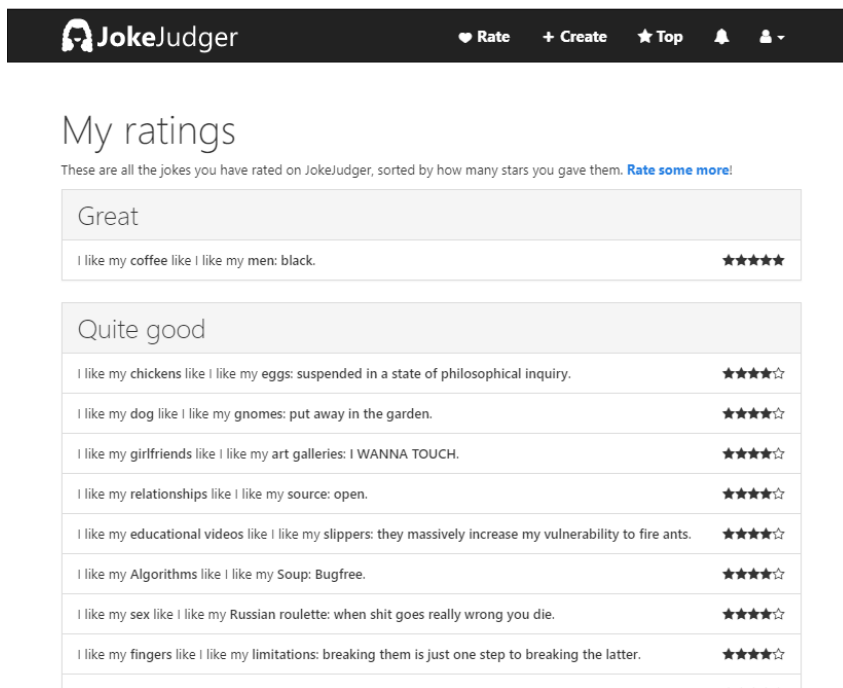 JokeJudger
Rate
+ Create
Top
My ratings
These are all the jokes you have rated on JokeJudger, sorted by how many stars you gave them. Rate some more!
Great
I like my coffee like I like my men: black.
Quite good
I like my chickens like I like my eggs: suspended in a state of philosophical inquiry.
I like my dog like I like my gnomes: put away in the garden.
I like my girlfriends like I like my art galleries: I WANNA TOUCH.
I like my relationships like I like my source: open.
I like my educational videos like I like my slippers: they massively increase my vulnerability to fire ants.
I like my Algorithms like I like my Soup: Bugfree.
I like my sex like I like my Russian roulette: when shit goes really wrong you die.
I like my fingers like I like my limitations: breaking them is just one step to breaking the latter.